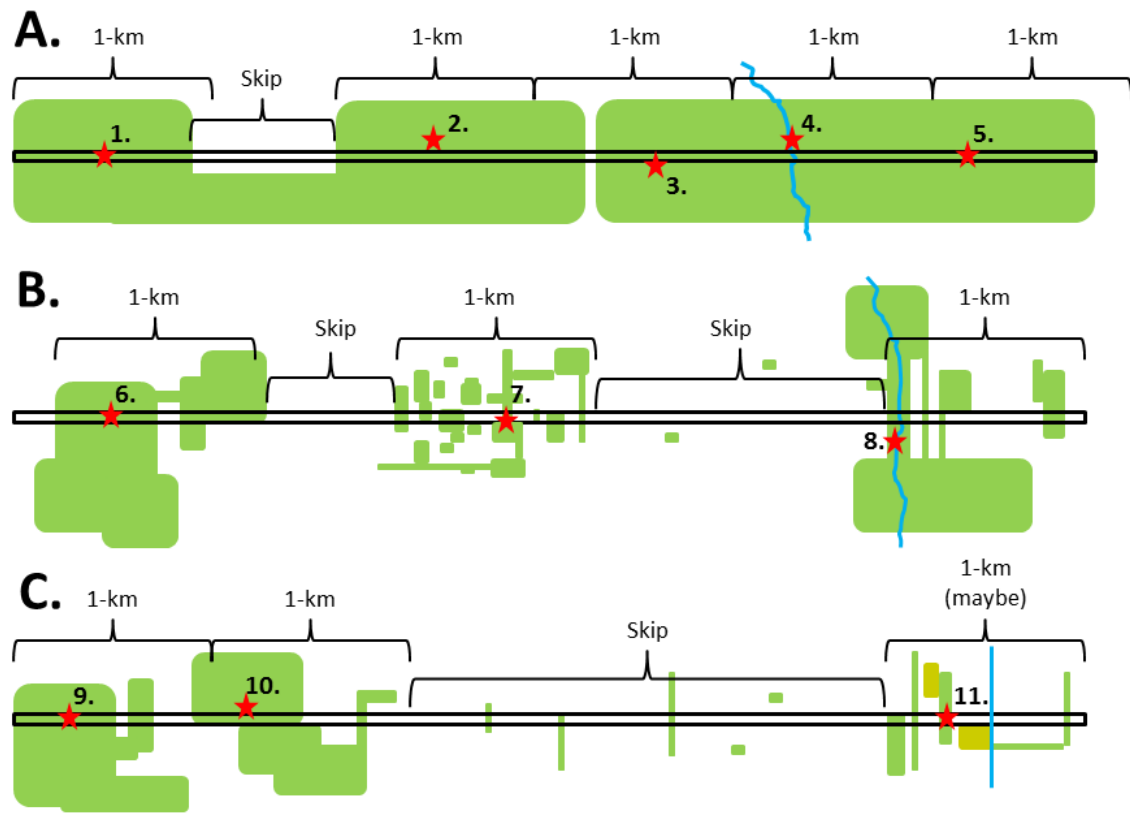 A.
1-km
Skip
1-km
1-km
1-km
1-km
1.
2.
3.
4.
5.
B.
1-km
Skip
1-km
Skip
1-km
6.
7.
8.
C.
1-km
1-km
Skip
1-km
(maybe)
9.
10.
11.